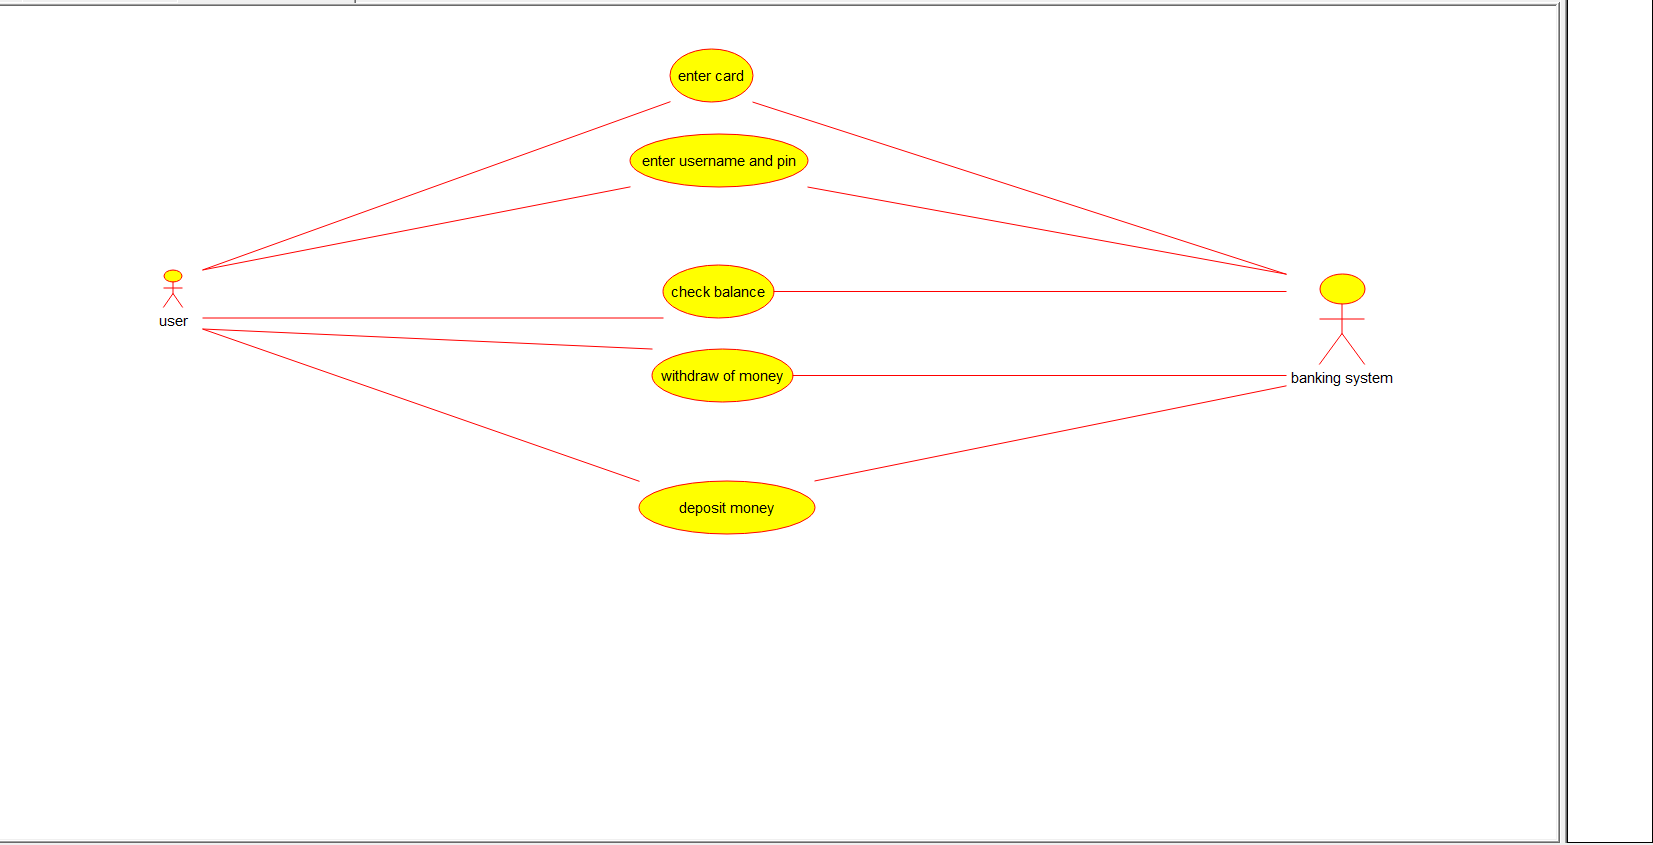 enter card
enter username and pin
check balance
user
withdraw of money
banking system
deposit money